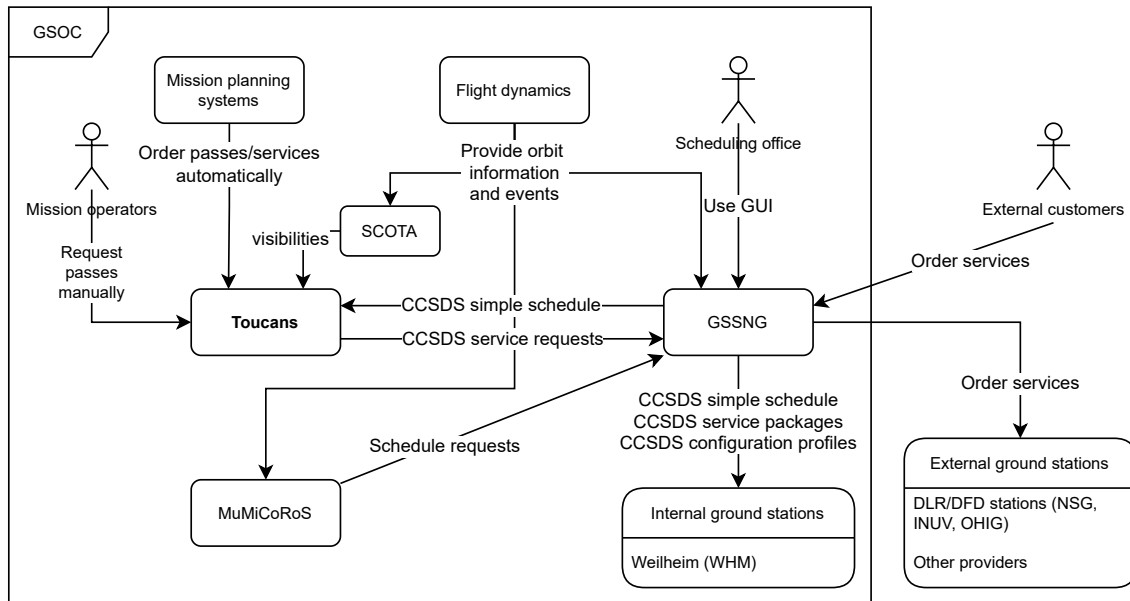 GSOC
Mission planning
systems
Flight dynamics
Scheduling office
Mission operators
External customers
Order passes/services
automatically
Provide orbit
information
and events
Use GUI
SCOTA
visibilities
Request
passes
manually
Order services
Toucans
CCSDS simple schedule
CCSDS service requests
GSSNG
Order services
CCSDS simple schedule
CCSDS service packages
CCSDS configuration profiles
Schedule requests
MuMiCoRoS
Internal ground stations
Weilheim (WHM)
External ground stations
DLR/DFD stations (NSG,
INUV, OHIG)
Other providers